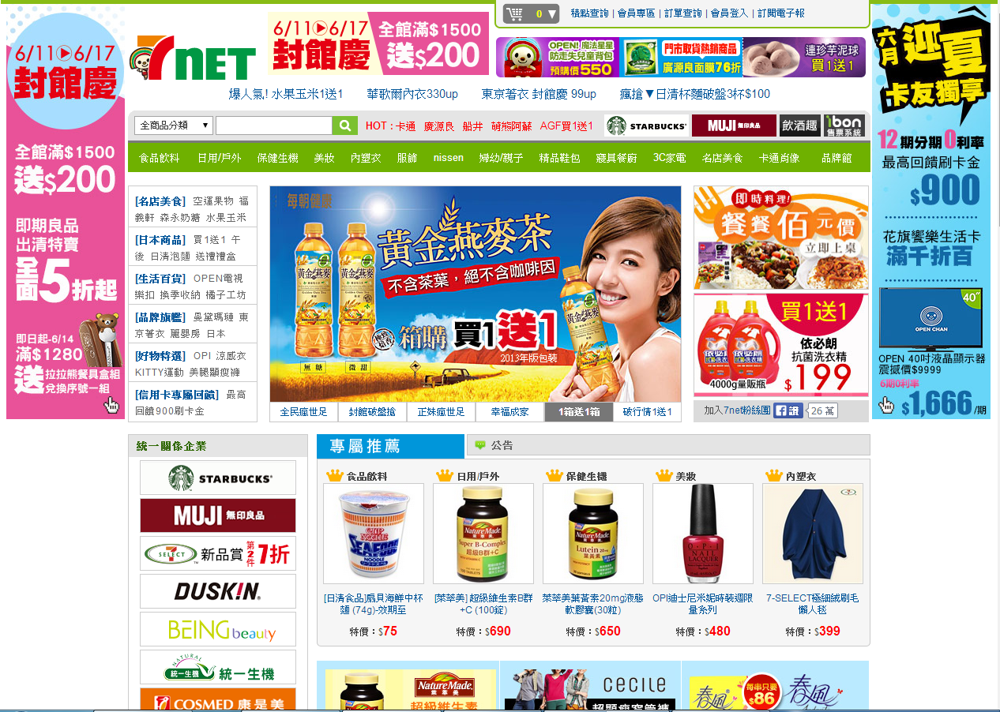 6/11 6/17
封館慶
全館滿$1500
送$200
即期良品
出清特賣
全面5折起
即日起-6/14
滿$1280
送拉拉熊餐具盒組
兌換序號一組
7NET
6/11 6/17
封館慶
全館滿$1500
送$200
0 ▼
積點查詢 | 會員專區 | 訂單查詢 | 會員登入 | 訂閱電子報
OPEN! 魔法星星
防走失兒童背包
預購價550
門市取貨熱銷商品
廣源良面膜76折
連珍芋泥球
買1送1
爆人氣! 水果玉米1送1 華歌爾內衣330up 東京著衣 封館慶 99up 瘋搶▼日清杯麵破盤3杯$100
全商品分類
HOT : 卡通 廣源良 船井 萌熊阿蘇 AGF買1送1
STARBUCKS
MUJI 無印良品
飲酒趣
ibon
售票系統
食品飲料 日用/戶外 保健生機 美妝 內塑衣 服飾 nissen 婦幼/親子 精品鞋包 寢具餐廚 3C家電 名店美食 卡通肖像 品牌館
[名店美食] 空運果物 福
義軒 森永奶糖 水果玉米
[日本商品] 買1送1 午
後 日清泡麵 送禮禮盒
[生活百貨] OPEN電視
樂扣 換季收納 橘子工坊
[品牌旗艦] 曼黛瑪璉 東
京著衣 麗嬰房 日本
[好物特選] OPI 涼感衣
KITTY運動 美腿顯瘦褲
[信用卡專屬回饋] 最高
回饋900刷卡金
每朝健康
黃金燕麥茶
不含茶葉，絕不含咖啡因
黃金燕麥
黃金燕麥
黃金燕麥
無糖
微甜
箱購 買1送1
2013年版包裝
全民瘋世足 封館破盤搶 正妹瘋世足 幸福成家 1箱送1箱 破行情1送1
即時料理!
餐餐佰元價
立即上桌
買1送1
依必朗
抗菌洗衣精
$199
4000g量販瓶
加入7net粉絲團
讚
26 萬
六月迎夏
卡友獨享
12期分期0利率
最高回饋刷卡金
$900
花旗饗樂生活卡
滿千折百
40"
OPEN CHAN
OPEN 40吋液晶顯示器
震撼價$9999
6期0利率
$1,666/期
統一關係企業
STARBUCKS
MUJI 無印良品
7 SELECT 新品賞 第2件 7折
DUSKIN.
BEING beauty
NATURAL 統一生機 統一生機
COSMED 康是美
專屬推薦
公告
食品飲料
日用/戶外
保健生機
美妝
內塑衣
CUP
NOODLE
SEAFOOD
NOODLE
Nature Made
萊萃美
Super B-Complex
超級B群+C
Nature Made
萊萃美
Lutein 20mg
葉黃素
O·P·I
NAIL
LACQUER
[日清食品]扇貝海鮮中杯
麵 (74g)-效期至
特價：$75
[萊萃美] 超級維生素B群
+C (100錠)
特價：$690
萊萃美葉黃素20mg液態
軟膠囊(30粒)
特價：$650
OPI迪士尼米妮時裝週限
量系列
特價：$480
7-SELECT極細絨刷毛
懶人毯
特價：$399
Nature Made
萊萃美
Nature Made
萊萃美
超級維生素
cecile
超顯瘦窄管褲
春風
每串只要
$86
春風